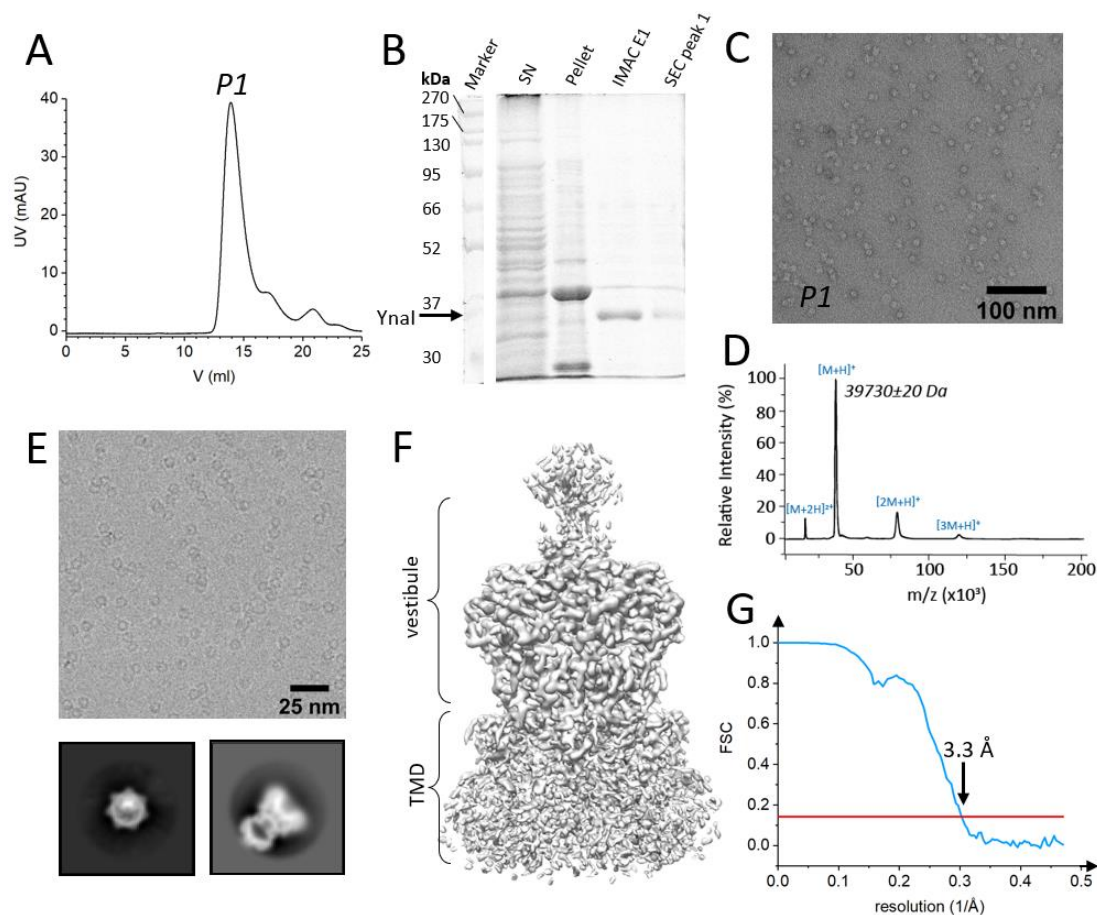 A
P1
UV (mAU)
40
30
20
10
0
0 5 10 15 20 25
V (ml)
B
Marker
SN
Pellet
IMAC E1
SEC peak 1
kDa
270
175
130
95
66
52
37
30
YnaI
C
P1
100 nm
D
Relative Intensity (%)
100
80
60
40
20
0
[M+H]⁺
39730±20 Da
[M+2H]²⁺
[2M+H]⁺
[3M+H]⁺
50 100 150 200
m/z (x10³)
E
25 nm
F
vestibule
TMD
G
FSC
1.0
0.8
0.6
0.4
0.2
0.0
3.3 Å
0.0 0.1 0.2 0.3 0.4 0.5
resolution (1/Å)